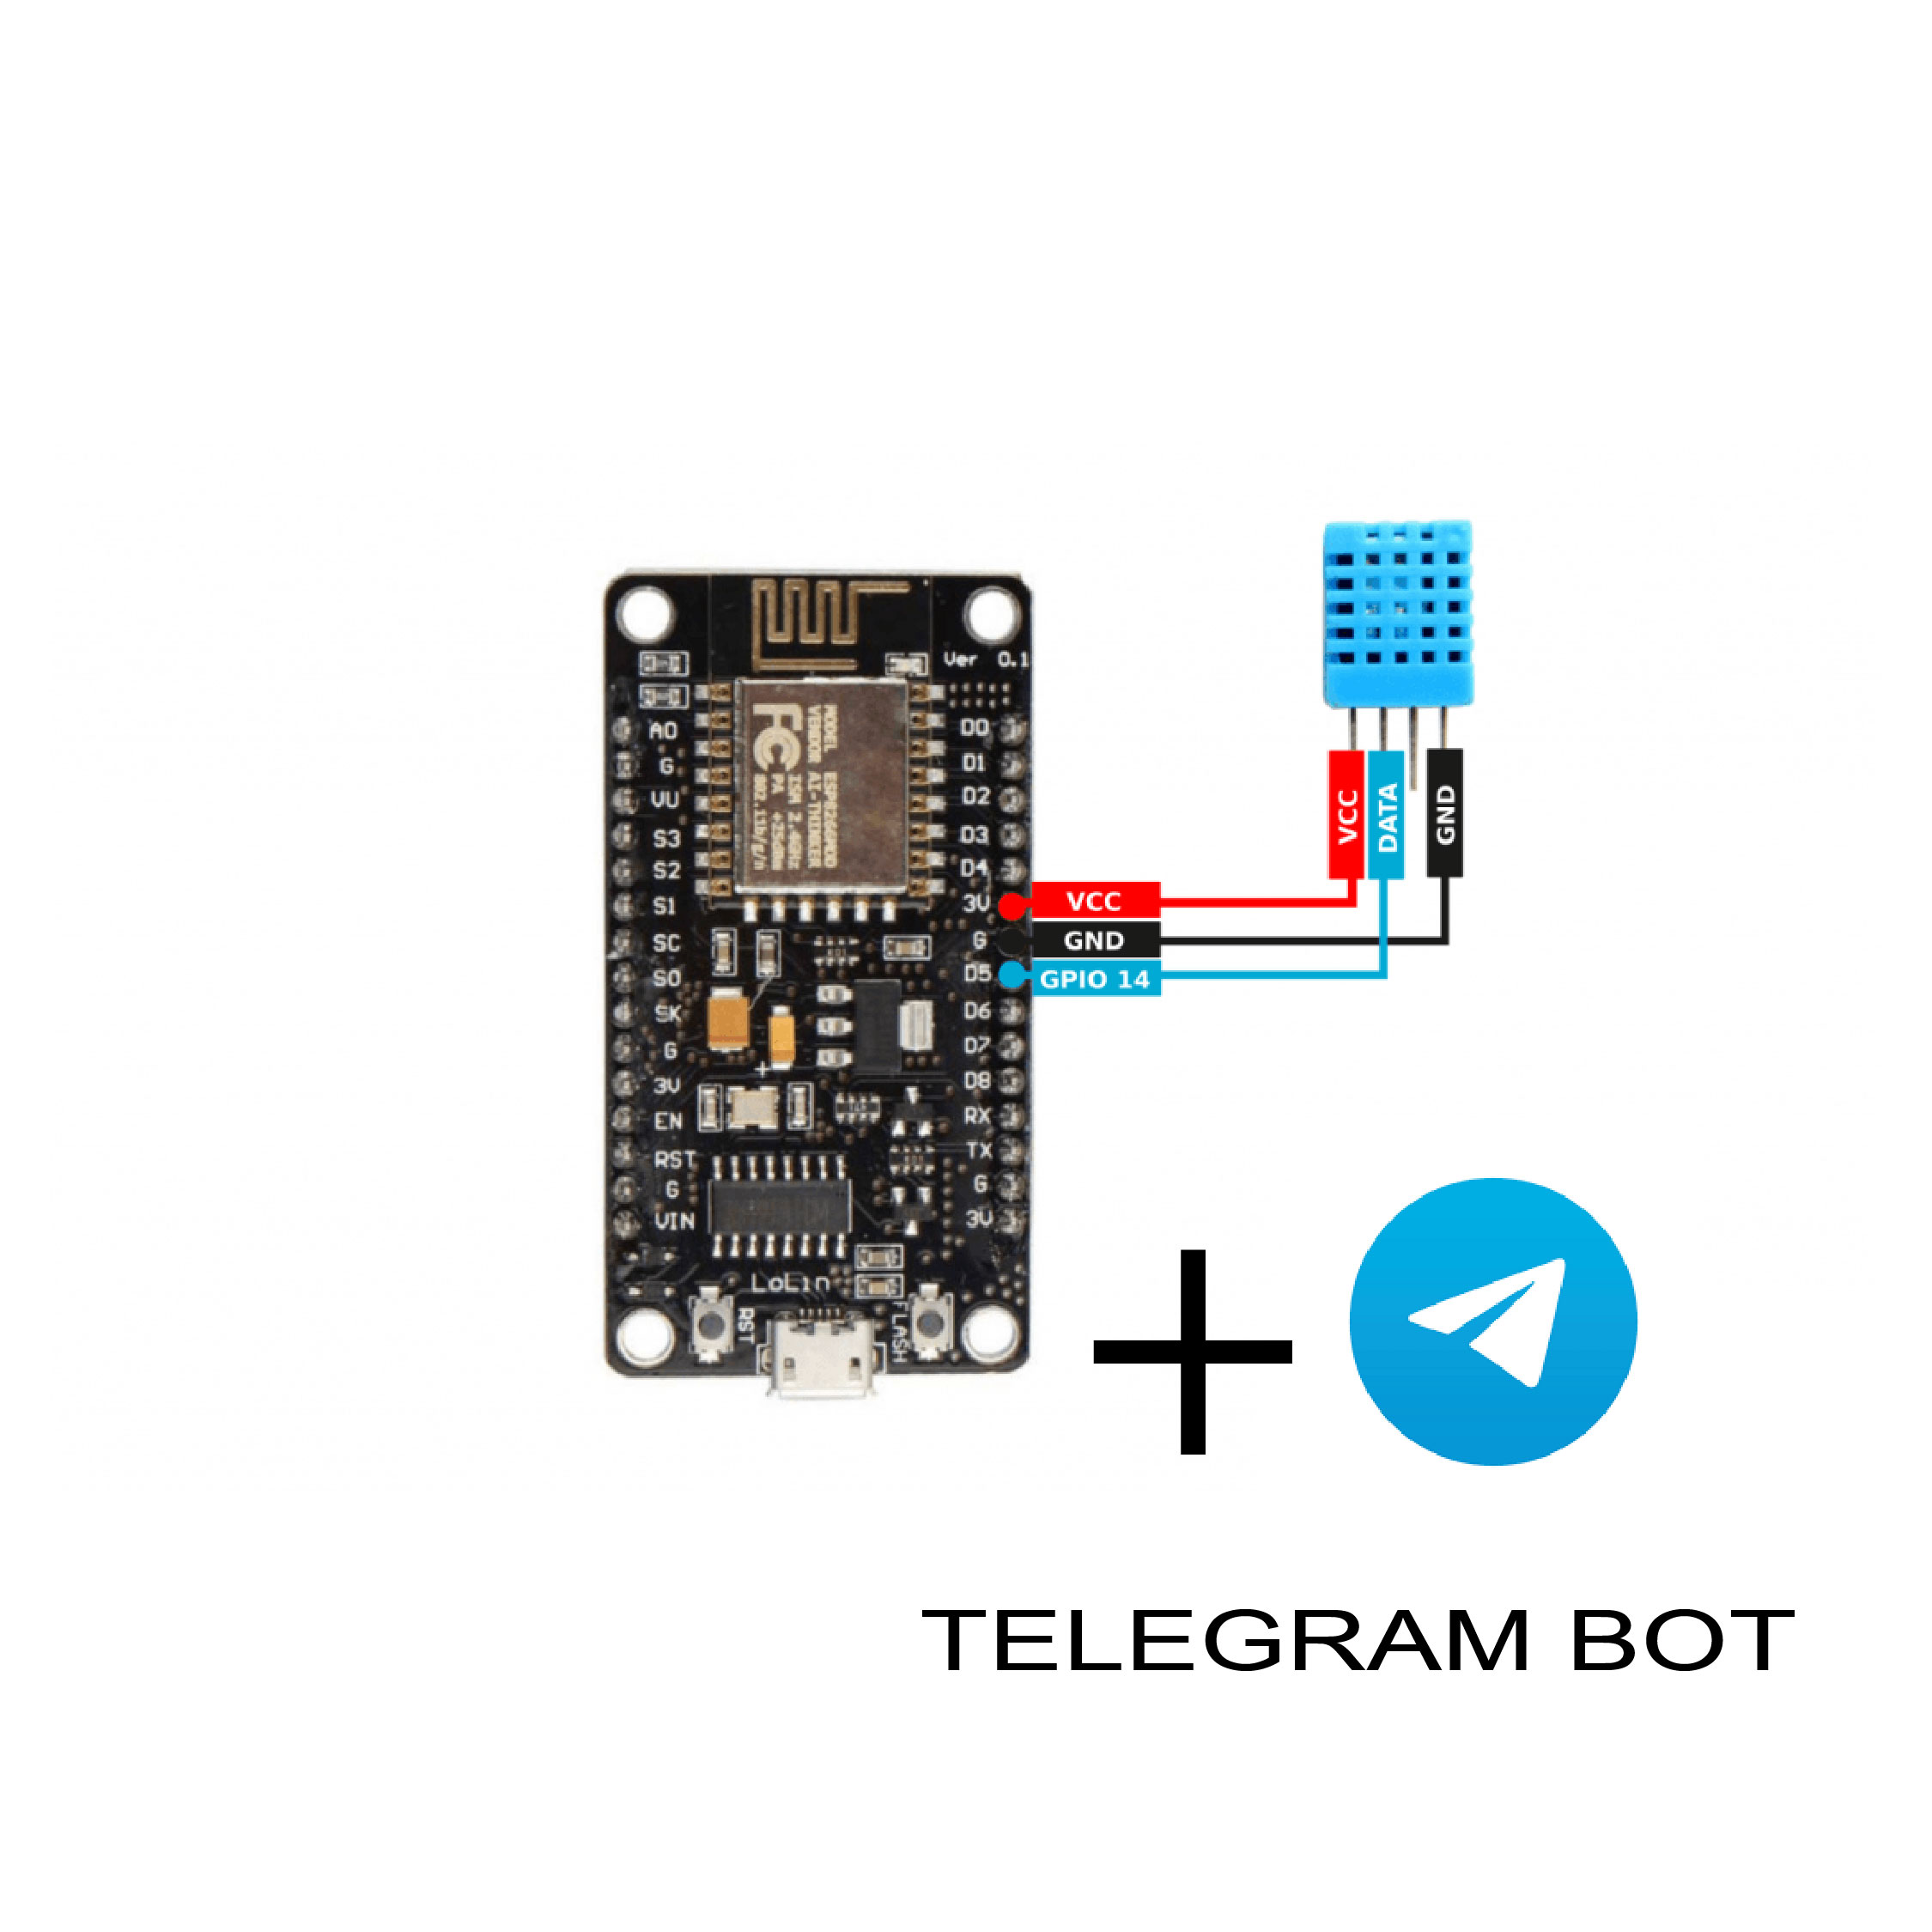 Ver 0.1
MODEL ESP8266MOD
VENDOR AI-THINKER
ISM 2.4GHz
PA +25dBm
802.11b/g/n
FC
A0
G
VU
S3
S2
S1
SC
S0
SK
G
3V
EN
RST
G
VIN
D0
D1
D2
D3
D4
3V
G
D5
D6
D7
D8
RX
TX
G
3V
VCC
DATA
GND
VCC
GND
GPIO 14
LoLin
RST
FLASH
TELEGRAM BOT